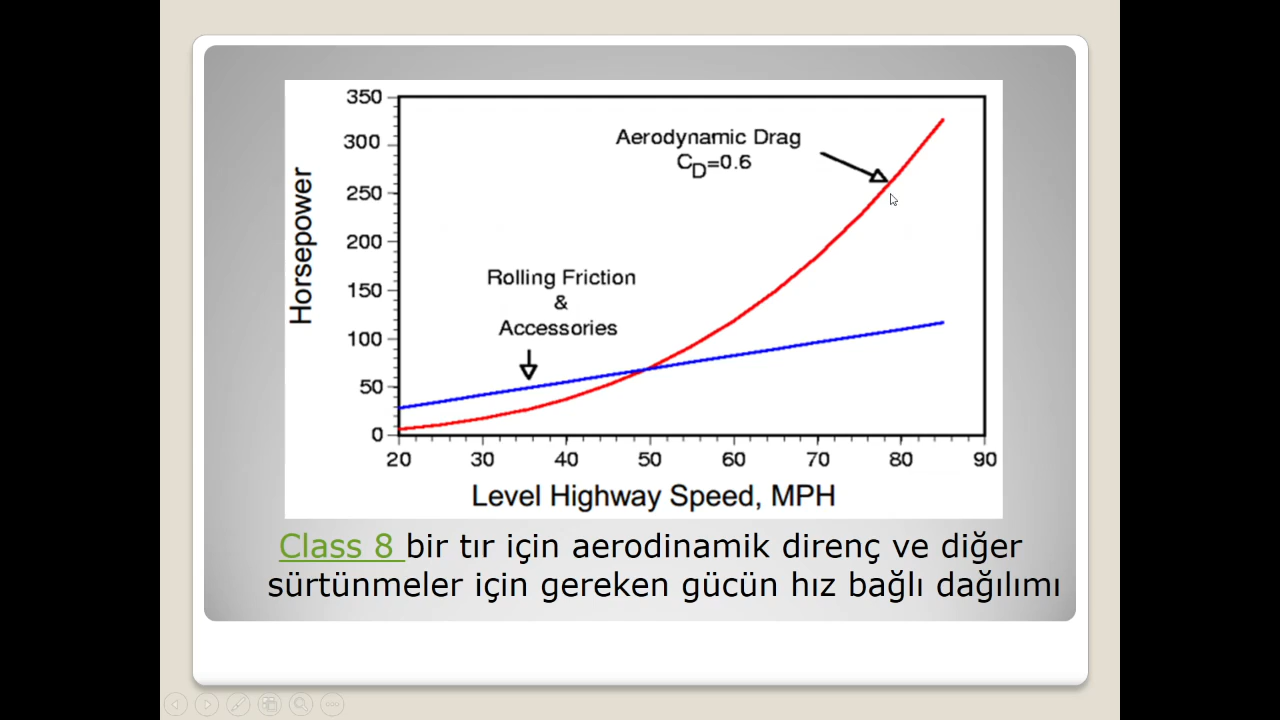 350
300
250
200
150
100
50
0
Horsepower
Aerodynamic Drag
CD=0.6
Rolling Friction
&
Accessories
20 30 40 50 60 70 80 90
Level Highway Speed, MPH
Class 8 bir tır için aerodinamik direnç ve diğer
sürtünmeler için gereken gücün hız bağlı dağılımı